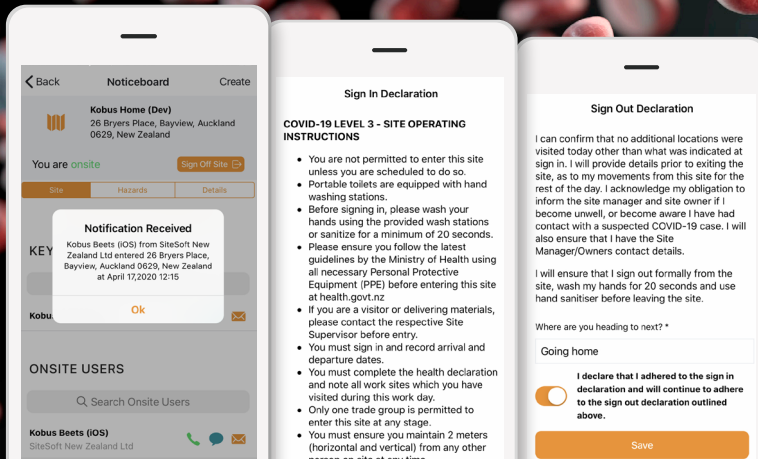 Back
Noticeboard
Create
Kobus Home (Dev)
26 Bryers Place, Bayview, Auckland
0629, New Zealand
You are onsite
Sign Off Site
Site
Hazards
Details
Notification Received
Kobus Beets (iOS) from SiteSoft New
Zealand Ltd entered 26 Bryers Place,
Bayview, Auckland 0629, New Zealand
at April 17,2020 12:15
Ok
KEY
Kobu
ONSITE USERS
Search Onsite Users
Kobus Beets (iOS)
SiteSoft New Zealand Ltd
Sign In Declaration
COVID-19 LEVEL 3 - SITE OPERATING
INSTRUCTIONS
• You are not permitted to enter this site
unless you are scheduled to do so.
• Portable toilets are equipped with hand
washing stations.
• Before signing in, please wash your
hands using the provided wash stations
or sanitize for a minimum of 20 seconds.
• Please ensure you follow the latest
guidelines by the Ministry of Health using
all necessary Personal Protective
Equipment (PPE) before entering this site
at health.govt.nz
• If you are a visitor or delivering materials,
please contact the respective Site
Supervisor before entry.
• You must sign in and record arrival and
departure dates.
• You must complete the health declaration
and note all work sites which you have
visited during this work day.
• Only one trade group is permitted to
enter this site at any stage.
• You must ensure you maintain 2 meters
(horizontal and vertical) from any other
person on site at any time.
Sign Out Declaration
I can confirm that no additional locations were
visited today other than what was indicated at
sign in. I will provide details prior to exiting the
site, as to my movements from this site for the
rest of the day. I acknowledge my obligation to
inform the site manager and site owner if I
become unwell, or become aware I have had
contact with a suspected COVID-19 case. I will
also ensure that I have the Site
Manager/Owners contact details.
I will ensure that I sign out formally from the
site, wash my hands for 20 seconds and use
hand sanitiser before leaving the site.
Where are you heading to next? *
Going home
I declare that I adhered to the sign in
declaration and will continue to adhere
to the sign out declaration outlined
above.
Save